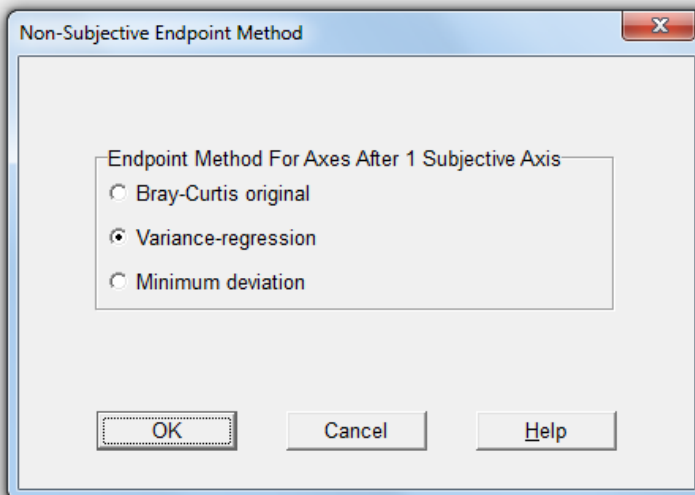 Non-Subjective Endpoint Method
Endpoint Method For Axes After 1 Subjective Axis
Bray-Curtis original
Variance-regression
Minimum deviation
OK Cancel Help